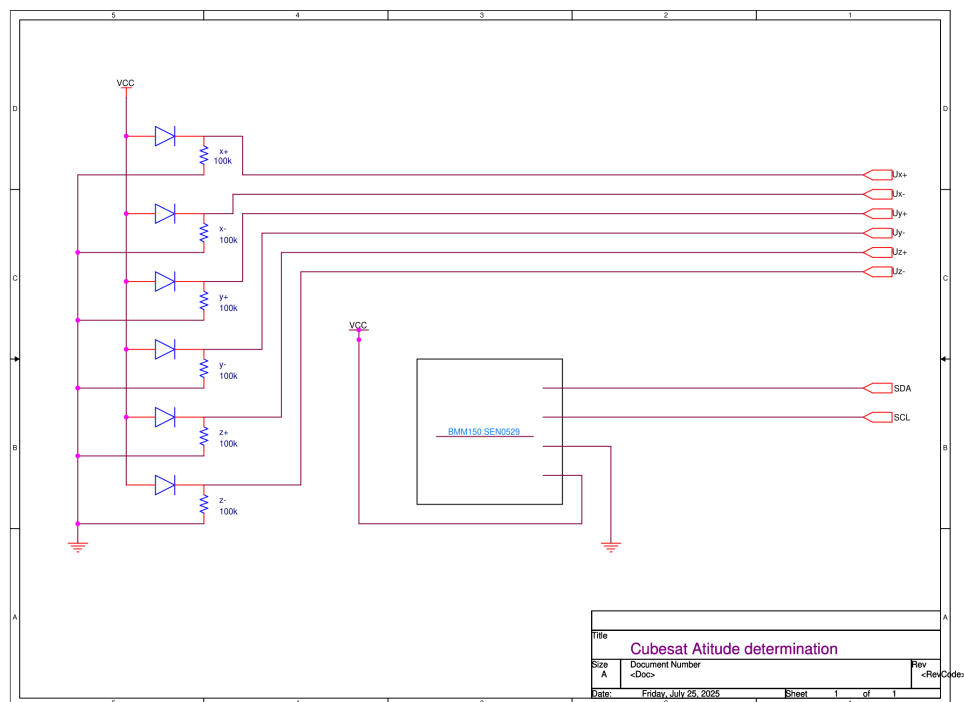 5 4 3 2 1
VCC
D D
x+
100k
Ux+
Ux-
x-
100k
Uy+
Uy-
Uz+
Uz-
C C
y+
100k
VCC
y-
100k
SDA
SCL
z+
100k
BMM150 SEN0529
B B
z-
100k
A A
Title
Cubesat Atitude determination
Size Document Number Rev
A <Doc> <RevCode>
Date: Friday, July 25, 2025 Sheet 1 of 1